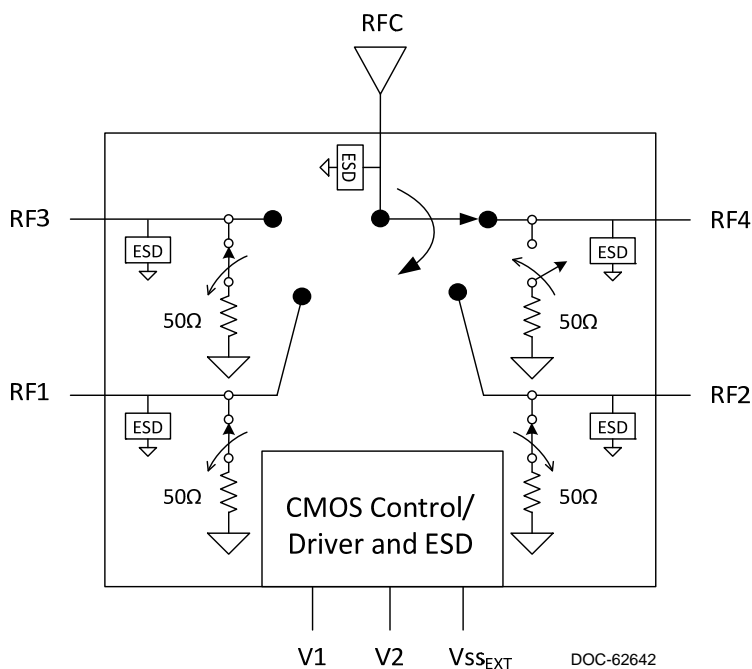 RFC
ESD
RF3
RF4
ESD
ESD
50Ω
50Ω
RF1
RF2
ESD
ESD
50Ω
50Ω
CMOS Control/
Driver and ESD
V1
V2
VssEXT
DOC-62642